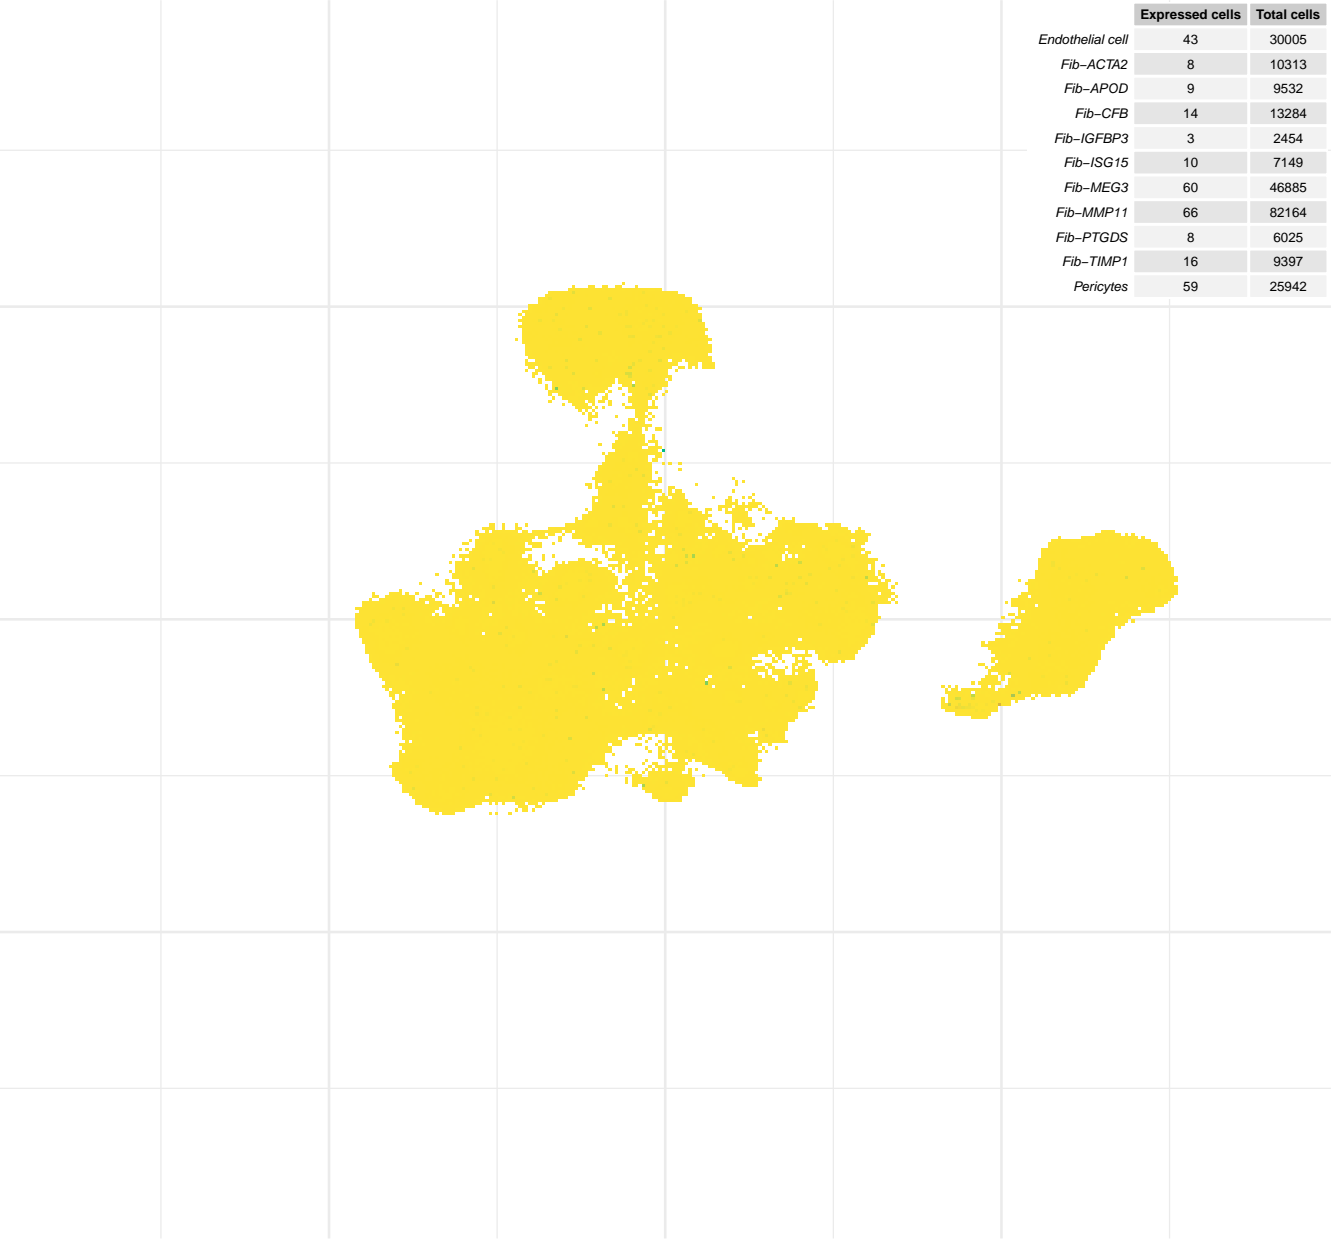 Expressed cells Total cells
Endothelial cell 43 30005
Fib−ACTA2 8 10313
Fib−APOD 9 9532
Fib−CFB 14 13284
Fib−IGFBP3 3 2454
Fib−ISG15 10 7149
Fib−MEG3 60 46885
Fib−MMP11 66 82164
Fib−PTGDS 8 6025
Fib−TIMP1 16 9397
Pericytes 59 25942